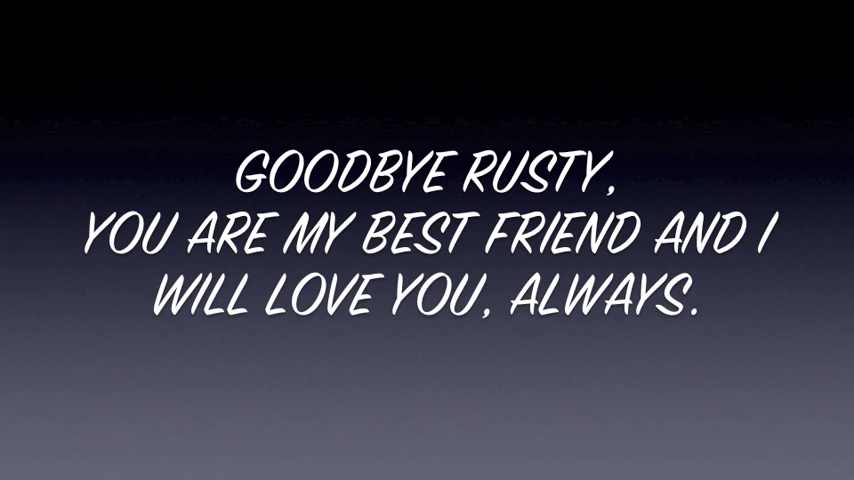 GOODBYE RUSTY,
YOU ARE MY BEST FRIEND AND I
WILL LOVE YOU, ALWAYS.